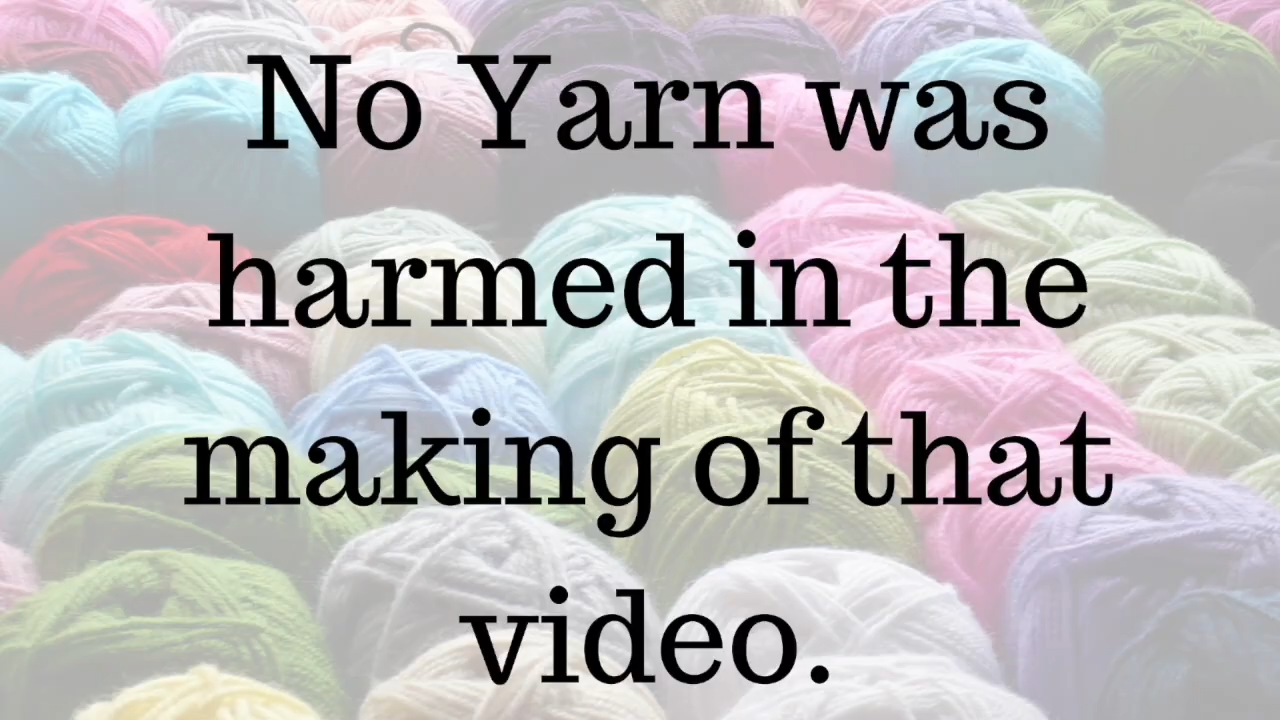 No Yarn was
harmed in the
making of that
video.